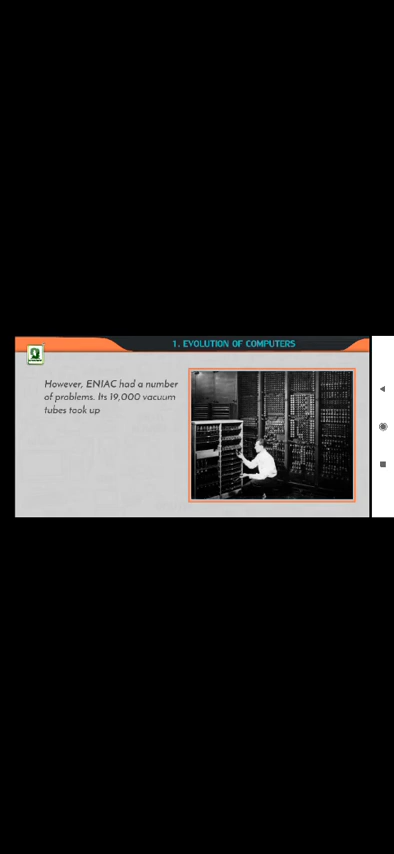 1. EVOLUTION OF COMPUTERS
However, ENIAC had a number
of problems. Its 19,000 vacuum
tubes took up